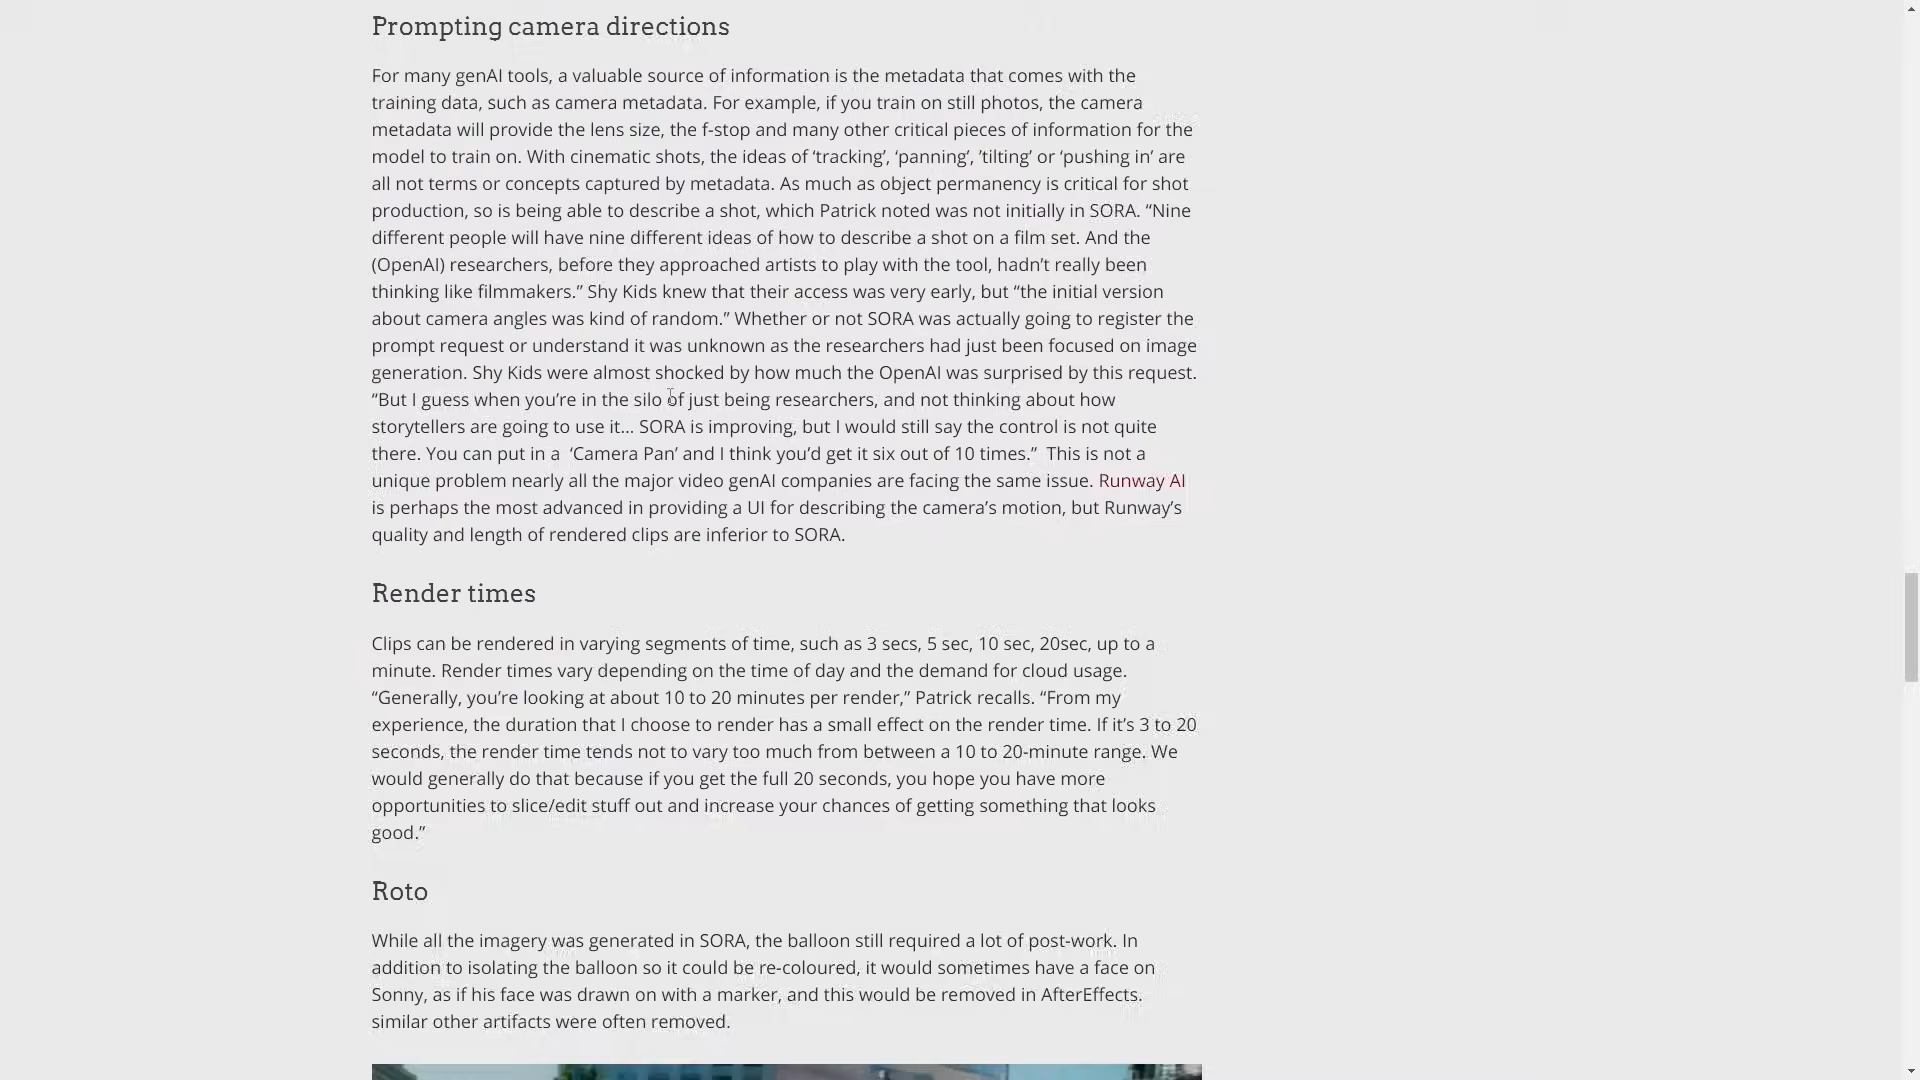 Prompting camera directions
For many genAI tools, a valuable source of information is the metadata that comes with the
training data, such as camera metadata. For example, if you train on still photos, the camera
metadata will provide the lens size, the f-stop and many other critical pieces of information for the
model to train on. With cinematic shots, the ideas of ‘tracking’, ‘panning’, ’tilting’ or ‘pushing in’ are
all not terms or concepts captured by metadata. As much as object permanency is critical for shot
production, so is being able to describe a shot, which Patrick noted was not initially in SORA. “Nine
different people will have nine different ideas of how to describe a shot on a film set. And the
(OpenAI) researchers, before they approached artists to play with the tool, hadn’t really been
thinking like filmmakers.” Shy Kids knew that their access was very early, but “the initial version
about camera angles was kind of random.” Whether or not SORA was actually going to register the
prompt request or understand it was unknown as the researchers had just been focused on image
generation. Shy Kids were almost shocked by how much the OpenAI was surprised by this request.
“But I guess when you’re in the silo of just being researchers, and not thinking about how
storytellers are going to use it… SORA is improving, but I would still say the control is not quite
there. You can put in a  ‘Camera Pan’ and I think you’d get it six out of 10 times.”  This is not a
unique problem nearly all the major video genAI companies are facing the same issue. Runway AI
is perhaps the most advanced in providing a UI for describing the camera’s motion, but Runway’s
quality and length of rendered clips are inferior to SORA.
Render times
Clips can be rendered in varying segments of time, such as 3 secs, 5 sec, 10 sec, 20sec, up to a
minute. Render times vary depending on the time of day and the demand for cloud usage.
“Generally, you’re looking at about 10 to 20 minutes per render,” Patrick recalls. “From my
experience, the duration that I choose to render has a small effect on the render time. If it’s 3 to 20
seconds, the render time tends not to vary too much from between a 10 to 20-minute range. We
would generally do that because if you get the full 20 seconds, you hope you have more
opportunities to slice/edit stuff out and increase your chances of getting something that looks
good.”
Roto
While all the imagery was generated in SORA, the balloon still required a lot of post-work. In
addition to isolating the balloon so it could be re-coloured, it would sometimes have a face on
Sonny, as if his face was drawn on with a marker, and this would be removed in AfterEffects.
similar other artifacts were often removed.